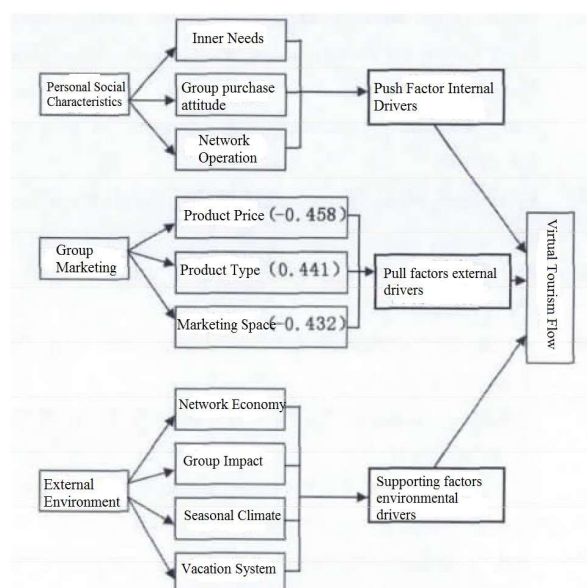 Inner Needs
Personal Social
Characteristics
Group purchase
attitude
Push Factor Internal
Drivers
Network
Operation
Product Price (-0.458)
Group
Marketing
Product Type (0.441)
Pull factors external
drivers
Virtual Tourism Flow
Marketing Space(-0.432)
Network Economy
Group Impact
External
Environment
Supporting factors
environmental
drivers
Seasonal Climate
Vacation System